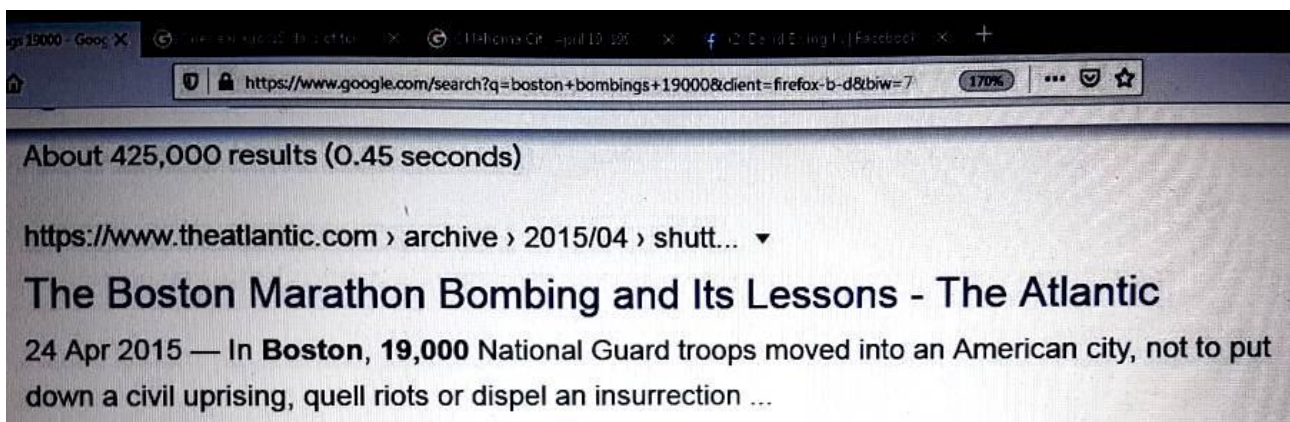 gs 19000 - Goog X
https://www.google.com/search?q=boston+bombings+19000&client=firefox-b-d&biw=7 170%
About 425,000 results (0.45 seconds)
https://www.theatlantic.com › archive › 2015/04 › shutt...
The Boston Marathon Bombing and Its Lessons - The Atlantic
24 Apr 2015 — In Boston, 19,000 National Guard troops moved into an American city, not to put
down a civil uprising, quell riots or dispel an insurrection ...